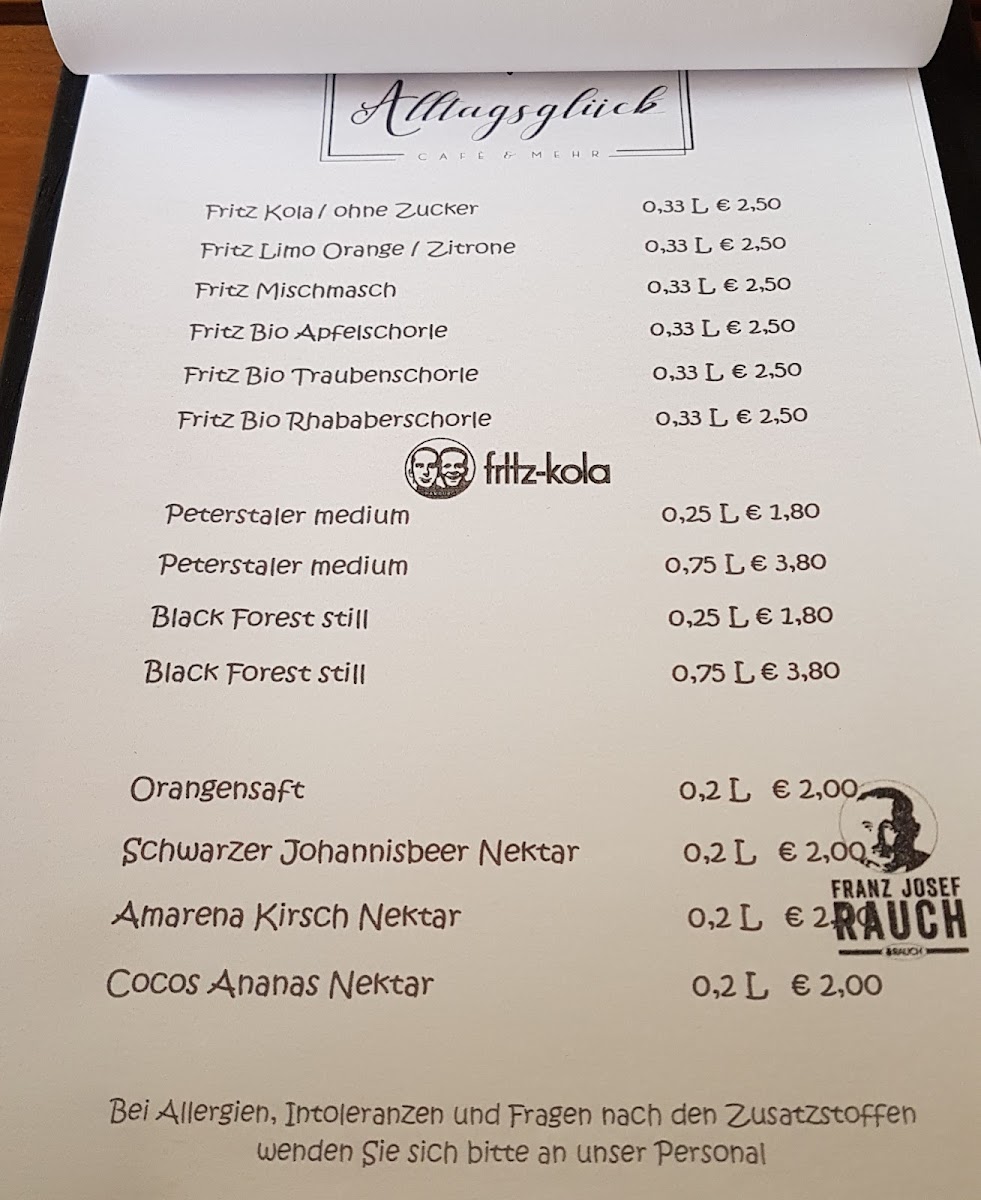 Alltagsglück
CAFÉ & MEHR
Fritz Kola / ohne Zucker 0,33 L € 2,50
Fritz Limo Orange / Zitrone 0,33 L € 2,50
Fritz Mischmasch 0,33 L € 2,50
Fritz Bio Apfelschorle 0,33 L € 2,50
Fritz Bio Traubenschorle 0,33 L € 2,50
Fritz Bio Rhababerschorle 0,33 L € 2,50
fritz-kola
HAMBURG
Peterstaler medium 0,25 L € 1,80
Peterstaler medium 0,75 L € 3,80
Black Forest still 0,25 L € 1,80
Black Forest still 0,75 L € 3,80
Orangensaft 0,2 L € 2,00
Schwarzer Johannisbeer Nektar 0,2 L € 2,00
Amarena Kirsch Nektar 0,2 L €
Cocos Ananas Nektar 0,2 L € 2,00
FRANZ JOSEF
RAUCH
RAUCH
Bei Allergien, Intoleranzen und Fragen nach den Zusatzstoffen
wenden Sie sich bitte an unser Personal